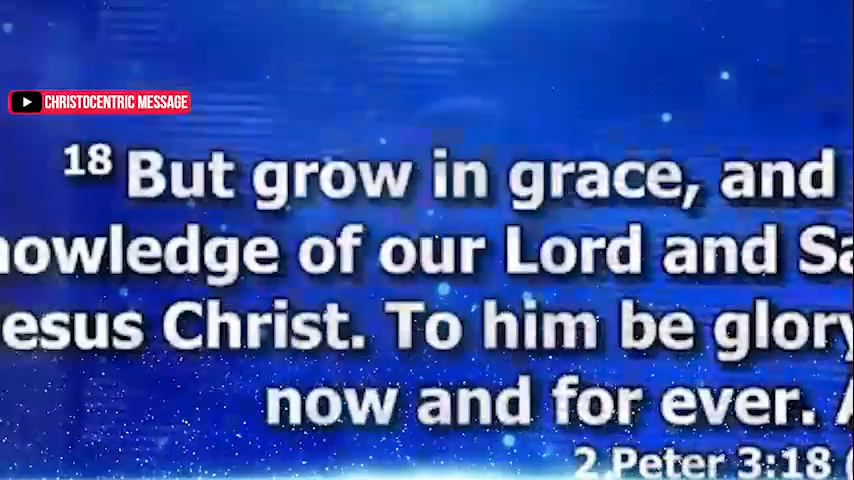 CHRISTOCENTRIC MESSAGE
18 But grow in grace, and
nowledge of our Lord and Sa
esus Christ. To him be glory
now and for ever. A
2 Peter 3:18 (